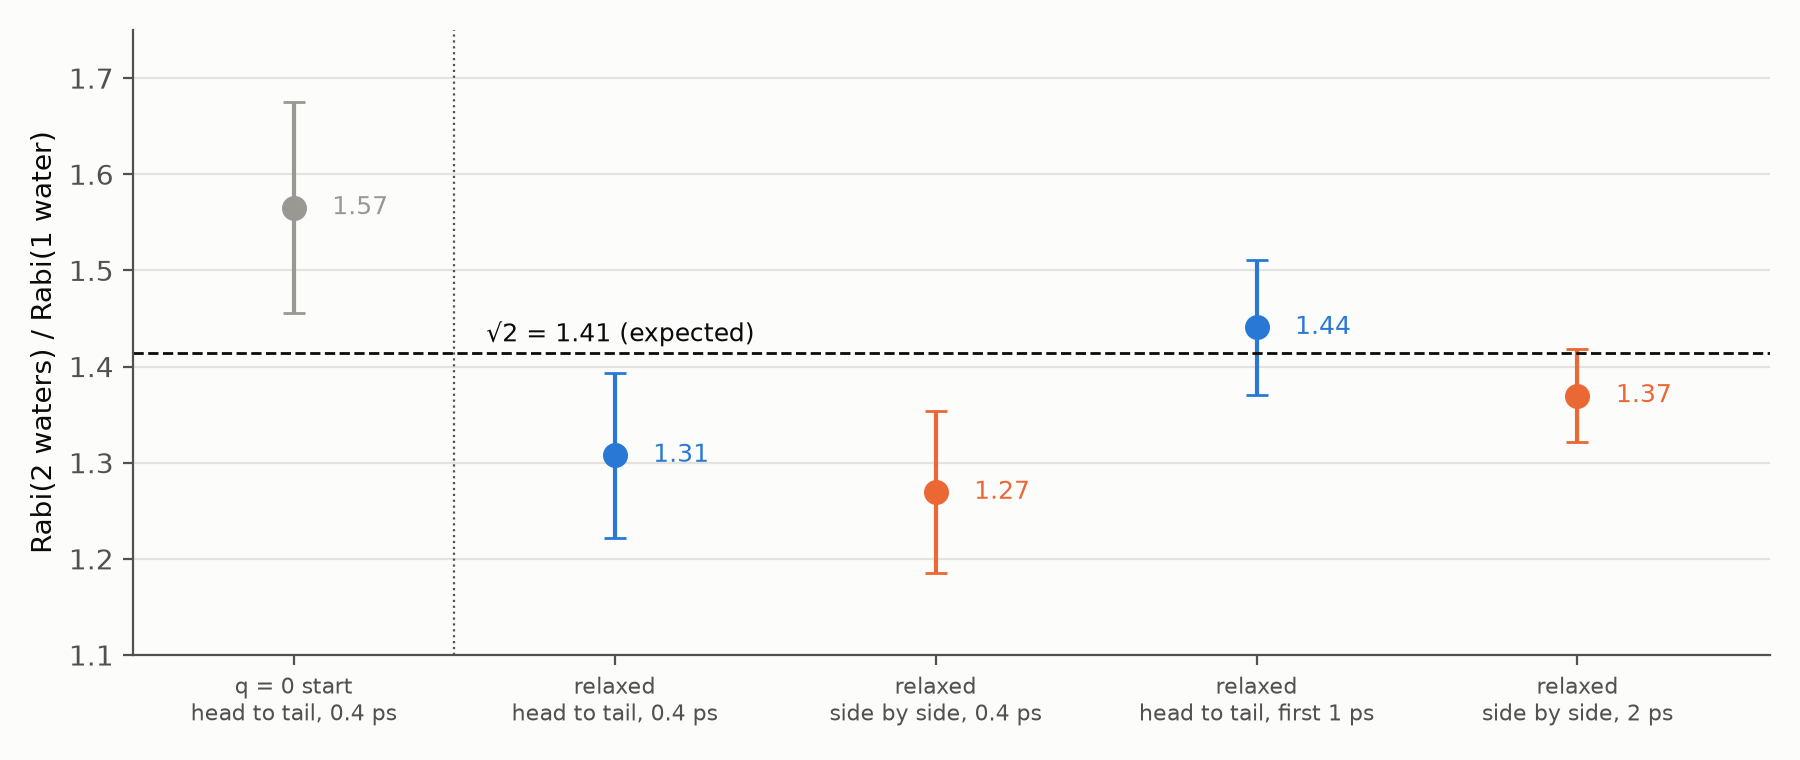 Rabi(2 waters) / Rabi(1 water)
1.7
1.6
1.5
1.4
1.3
1.2
1.1
1.57
√2 = 1.41 (expected)
1.31
1.27
1.44
1.37
q = 0 start
head to tail, 0.4 ps
relaxed
head to tail, 0.4 ps
relaxed
side by side, 0.4 ps
relaxed
head to tail, first 1 ps
relaxed
side by side, 2 ps